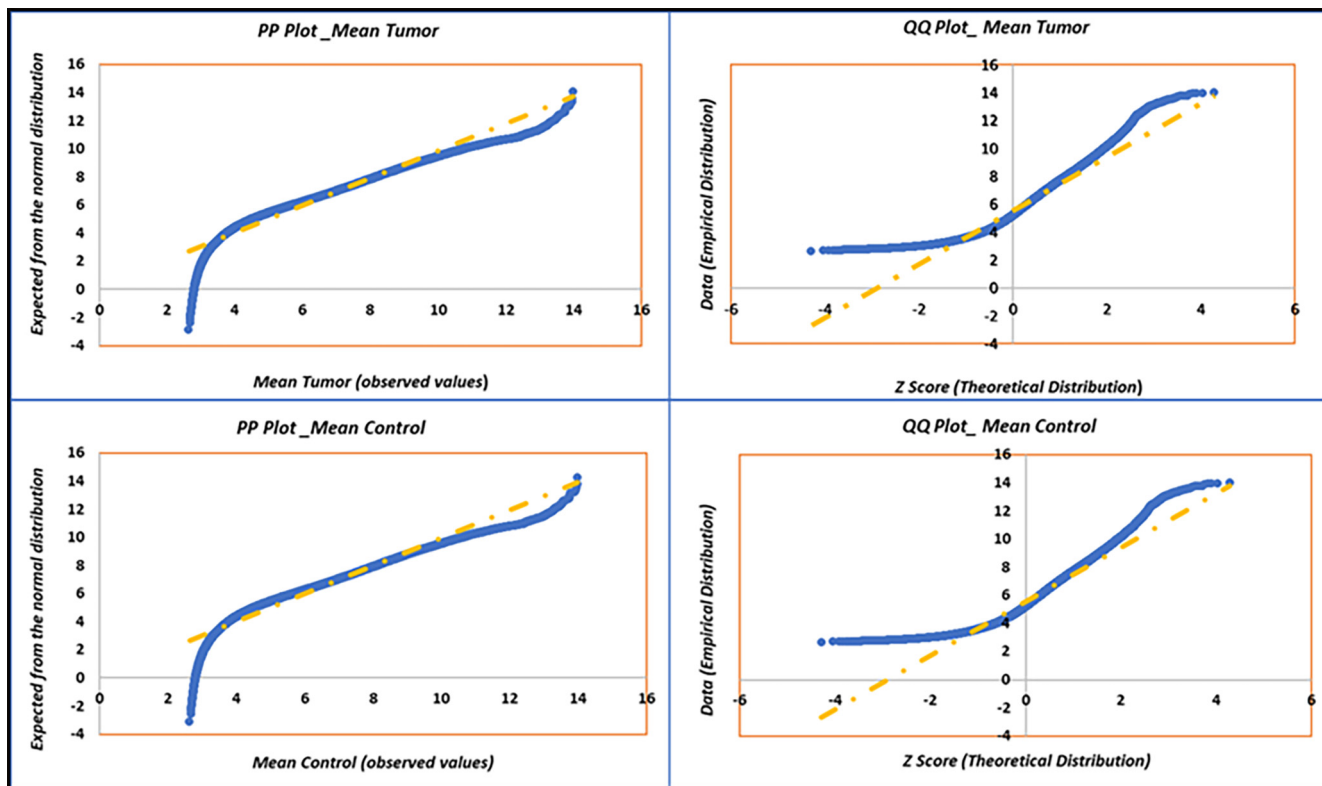 PP Plot _Mean Tumor
Expected from the normal distribution
16
14
12
10
8
6
4
2
0
-2
-4
0 2 4 6 8 10 12 14 16
Mean Tumor (observed values)
QQ Plot_ Mean Tumor
Data (Empirical Distribution)
16
14
12
10
8
6
4
2
0
-2
-4
-6 -4 -2 0 2 4 6
Z Score (Theoretical Distribution)
PP Plot _Mean Control
Expected from the normal distribution
16
14
12
10
8
6
4
2
0
-2
-4
0 2 4 6 8 10 12 14 16
Mean Control (observed values)
QQ Plot_ Mean Control
Data (Empirical Distribution)
16
14
12
10
8
6
4
2
0
-2
-4
-6 -4 -2 0 2 4 6
Z Score (Theoretical Distribution)